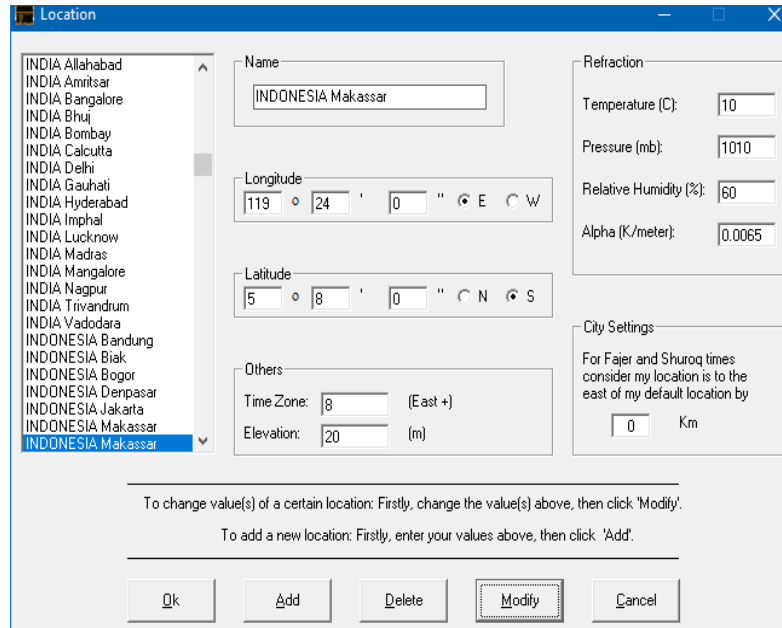 Location
INDIA Allahabad
INDIA Amritsar
INDIA Bangalore
INDIA Bhuj
INDIA Bombay
INDIA Calcutta
INDIA Delhi
INDIA Gauhati
INDIA Hyderabad
INDIA Imphal
INDIA Lucknow
INDIA Madras
INDIA Mangalore
INDIA Nagpur
INDIA Trivandrum
INDIA Vadodara
INDONESIA Bandung
INDONESIA Biak
INDONESIA Bogor
INDONESIA Denpasar
INDONESIA Jakarta
INDONESIA Makassar
INDONESIA Makassar
Name
INDONESIA Makassar
Longitude
119 o 24 ' 0 " E W
Latitude
5 o 8 ' 0 " N S
Others
Time Zone: 8 (East +)
Elevation: 20 (m)
Refraction
Temperature (C): 10
Pressure (mb): 1010
Relative Humidity (%): 60
Alpha (K/meter): 0.0065
City Settings
For Fajer and Shuroq times
consider my location is to the
east of my default location by
0 Km
To change value(s) of a certain location: Firstly, change the value(s) above, then click 'Modify'.
To add a new location: Firstly, enter your values above, then click 'Add'.
Ok Add Delete Modify Cancel